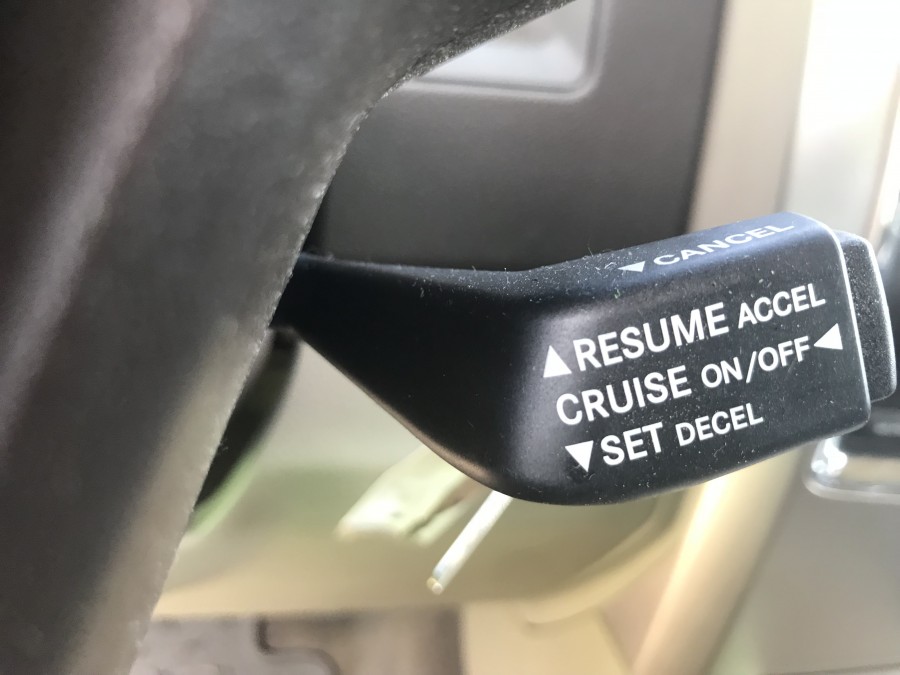 ▼ CANCEL
▲ RESUME ACCEL
CRUISE ON/OFF ◀
▼ SET DECEL